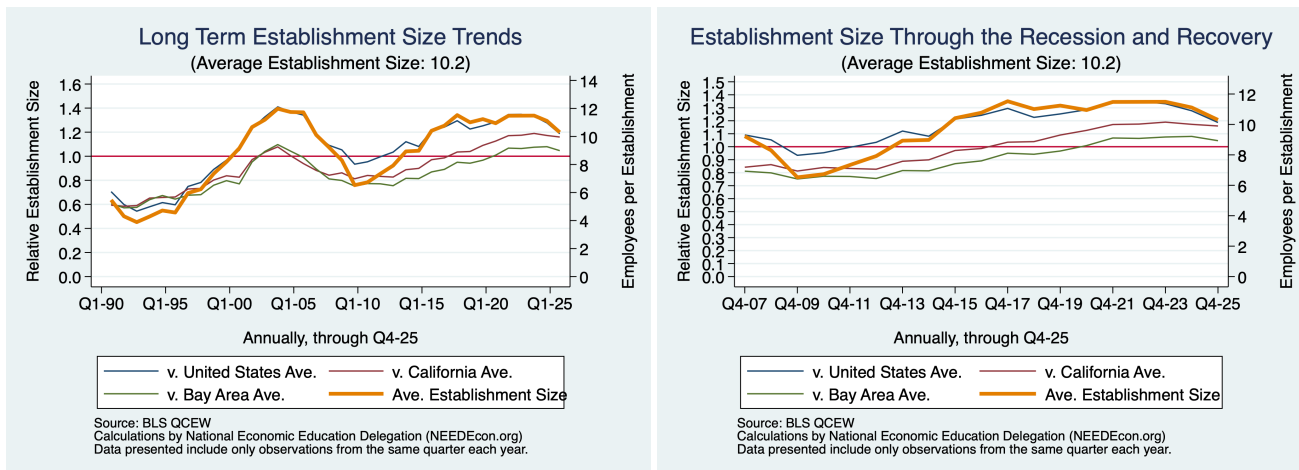 Long Term Establishment Size Trends
(Average Establishment Size: 10.2)
Relative Establishment Size
1.6
1.4
1.2
1.0
0.8
0.6
0.4
0.2
0.0
14
12
10
8
6
4
2
0
Employees per Establishment
Q1-90 Q1-95 Q1-00 Q1-05 Q1-10 Q1-15 Q1-20 Q1-25
Annually, through Q4-25
v. United States Ave. v. California Ave.
v. Bay Area Ave. Ave. Establishment Size
Source: BLS QCEW
Calculations by National Economic Education Delegation (NEEDEcon.org)
Data presented include only observations from the same quarter each year.
Establishment Size Through the Recession and Recovery
(Average Establishment Size: 10.2)
Relative Establishment Size
1.5
1.4
1.3
1.2
1.1
1.0
0.9
0.8
0.7
0.6
0.5
0.4
0.3
0.2
0.1
0.0
12
10
8
6
4
2
0
Employees per Establishment
Q4-07 Q4-09 Q4-11 Q4-13 Q4-15 Q4-17 Q4-19 Q4-21 Q4-23 Q4-25
Annually, through Q4-25
v. United States Ave. v. California Ave.
v. Bay Area Ave. Ave. Establishment Size
Source: BLS QCEW
Calculations by National Economic Education Delegation (NEEDEcon.org)
Data presented include only observations from the same quarter each year.